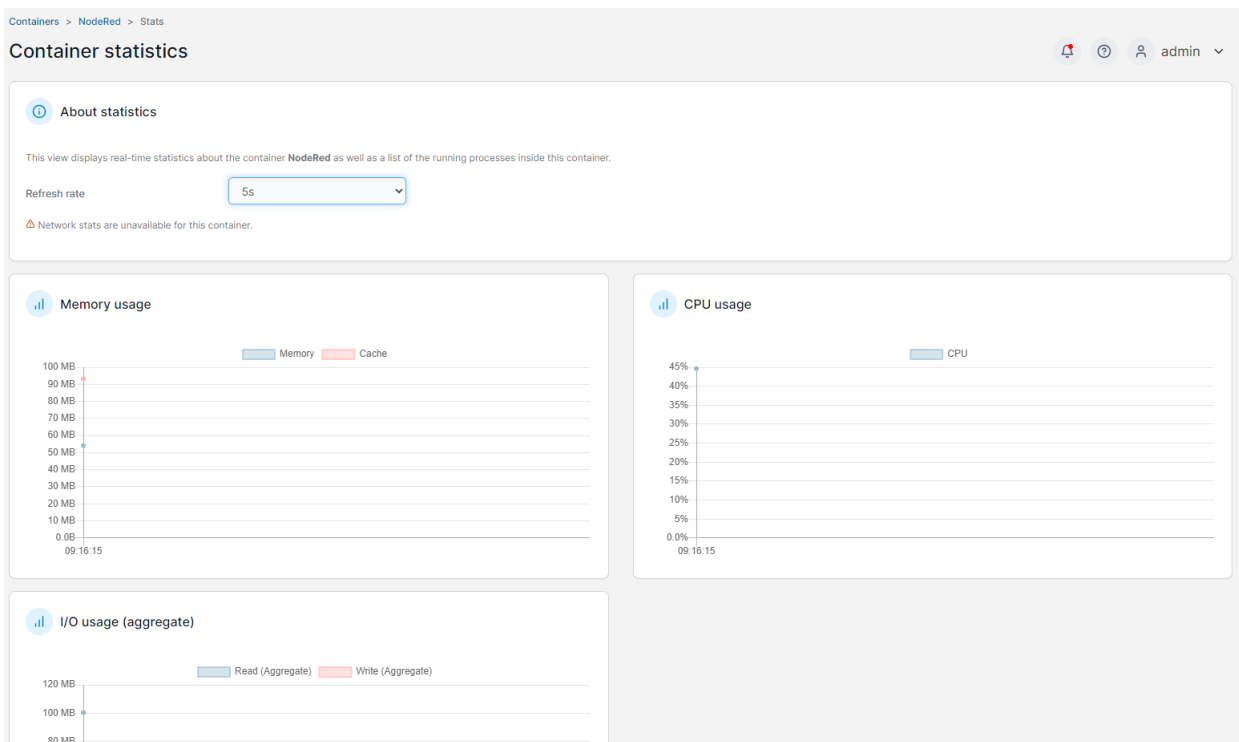 Containers > NodeRed > Stats
Container statistics
admin
About statistics
This view displays real-time statistics about the container NodeRed as well as a list of the running processes inside this container.
Refresh rate
5s
Network stats are unavailable for this container.
Memory usage
Memory Cache
100 MB
90 MB
80 MB
70 MB
60 MB
50 MB
40 MB
30 MB
20 MB
10 MB
0.0B
09:16:15
CPU usage
CPU
45%
40%
35%
30%
25%
20%
15%
10%
5%
0.0%
09:16:15
I/O usage (aggregate)
Read (Aggregate) Write (Aggregate)
120 MB
100 MB
80 MB